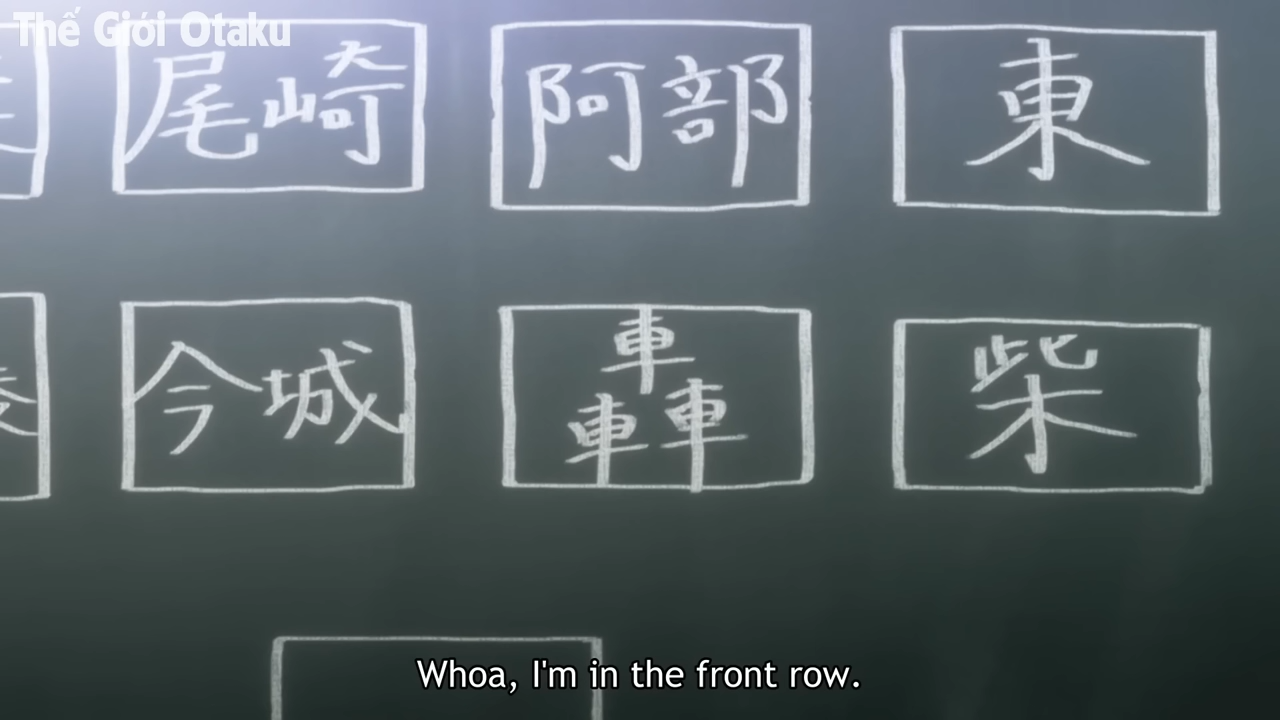 Thế Giới Otaku
尾崎 阿部 東
今城 轟 柴
Whoa, I'm in the front row.